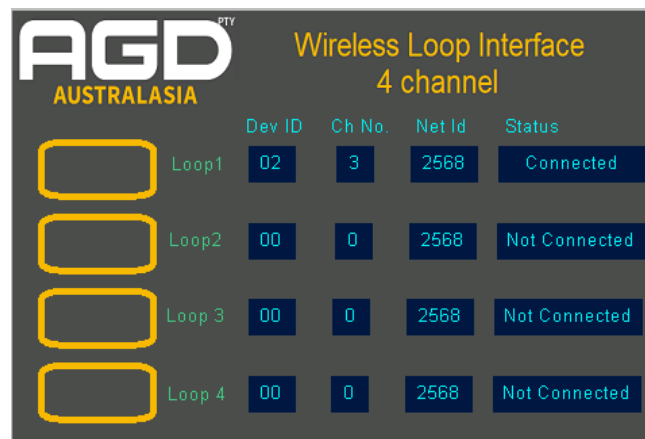 AGD PTY
AUSTRALASIA
Wireless Loop Interface
4 channel
Dev ID Ch No. Net Id Status
Loop1 02 3 2568 Connected
Loop2 00 0 2568 Not Connected
Loop 3 00 0 2568 Not Connected
Loop 4 00 0 2568 Not Connected